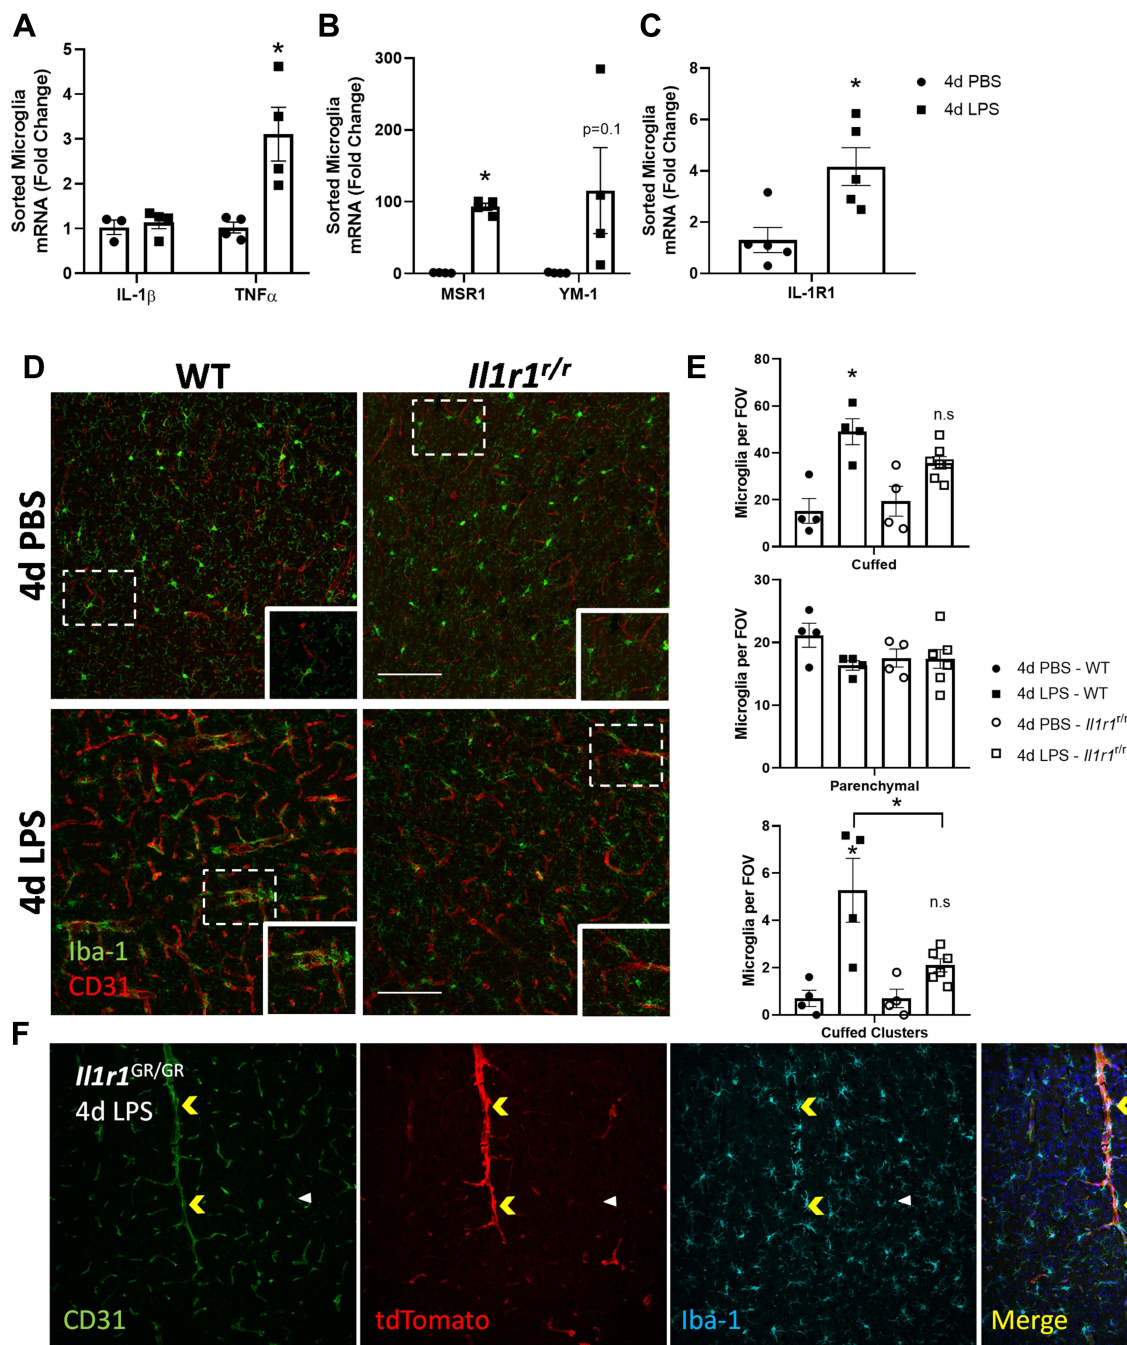 A
Sorted Microglia
mRNA (Fold Change)
5
4
3
2
1
0
*
IL-1β
TNFα
B
Sorted Microglia
mRNA (Fold Change)
300
200
100
0
*
p=0.1
MSR1
YM-1
C
Sorted Microglia
mRNA (Fold Change)
8
6
4
2
0
*
IL-1R1
4d PBS
4d LPS
D
WT
Il1r1r/r
4d PBS
4d LPS
Iba-1
CD31
E
Microglia per FOV
80
60
40
20
0
*
n.s
Cuffed
Microglia per FOV
30
20
10
0
Parenchymal
4d PBS - WT
4d LPS - WT
4d PBS - Il1r1r/r
4d LPS - Il1r1r/r
Microglia per FOV
8
6
4
2
0
*
*
n.s
Cuffed Clusters
F
Il1r1GR/GR
4d LPS
CD31
tdTomato
Iba-1
Merge